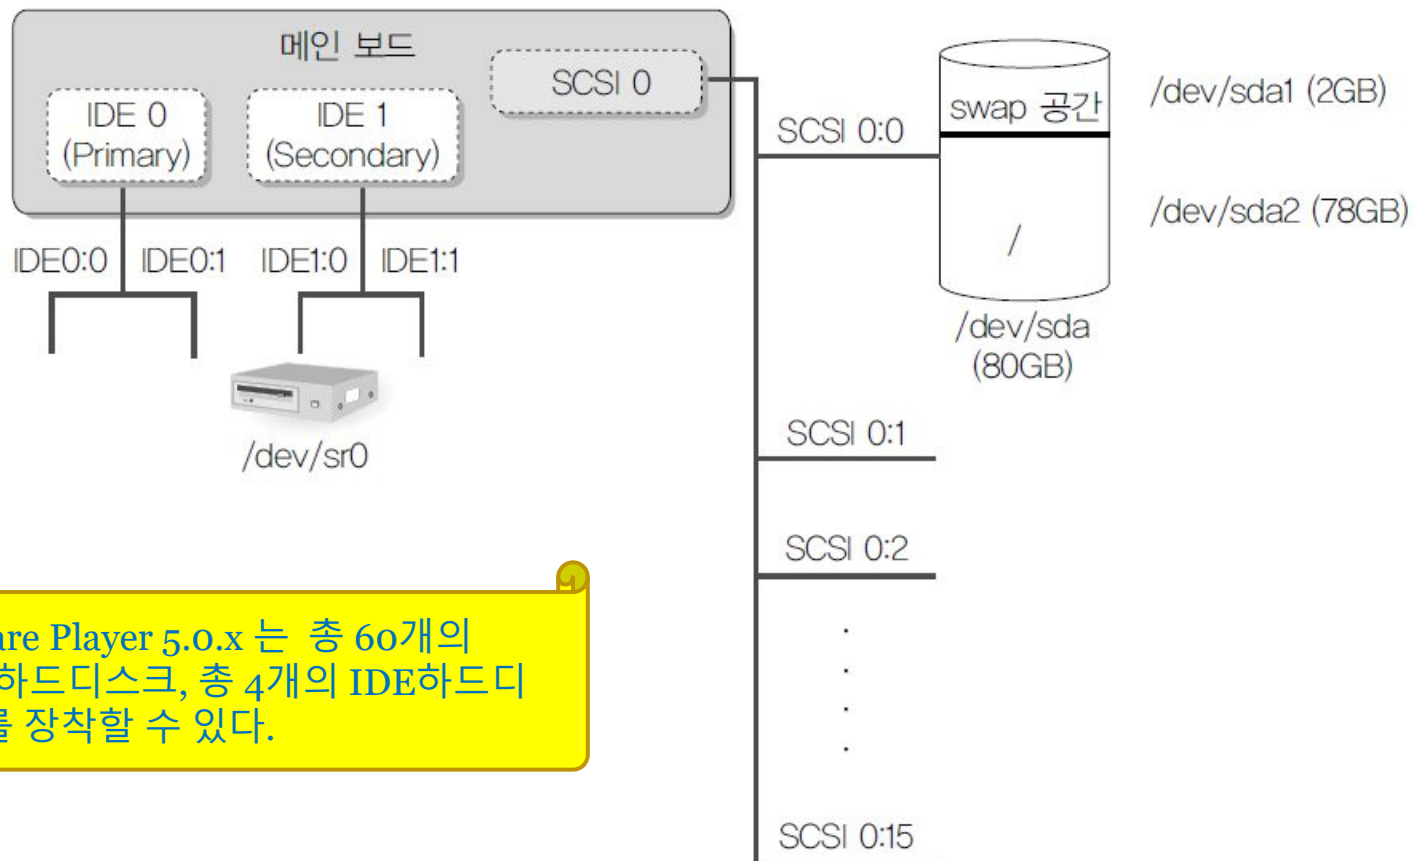 메인 보드
SCSI 0
IDE 0
(Primary)
IDE 1
(Secondary)
IDE0:0
IDE0:1
IDE1:0
IDE1:1
/dev/sr0
SCSI 0:0
swap 공간
/
/dev/sda
(80GB)
/dev/sda1 (2GB)
/dev/sda2 (78GB)
SCSI 0:1
SCSI 0:2
.
.
.
.
SCSI 0:15
are Player 5.0.x 는 총 60개의
하드디스크, 총 4개의 IDE하드디
를 장착할 수 있다.